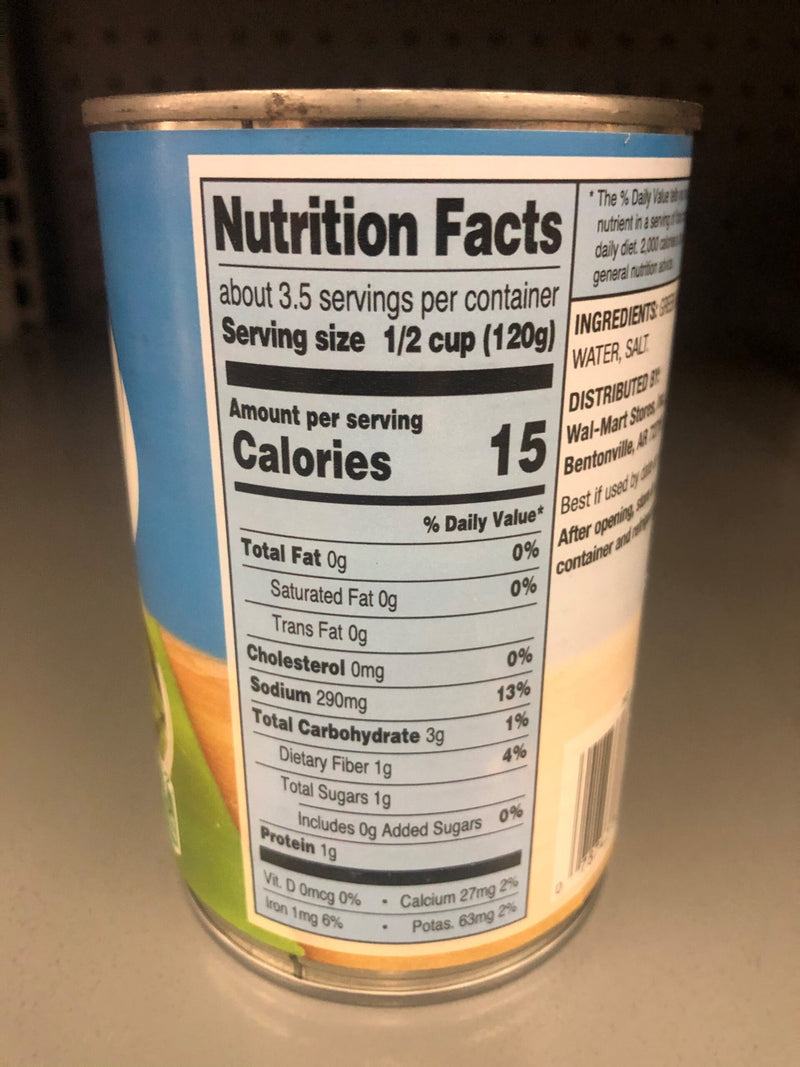 Nutrition Facts
about 3.5 servings per container
Serving size 1/2 cup (120g)
Amount per serving
Calories 15
% Daily Value*
Total Fat 0g 0%
Saturated Fat 0g 0%
Trans Fat 0g
Cholesterol 0mg 0%
Sodium 290mg 13%
Total Carbohydrate 3g 1%
Dietary Fiber 1g 4%
Total Sugars 1g
Includes 0g Added Sugars 0%
Protein 1g
Vit. D 0mcg 0% • Calcium 27mg 2%
Iron 1mg 6% • Potas. 63mg 2%
* The % Daily Value
nutrient in a serving of
daily diet. 2,000
general nutrition
INGREDIENTS:
WATER, SALT.
DISTRIBUTED BY:
Wal-Mart Stores,
Bentonville, AR
Best if used by
After opening,
container and